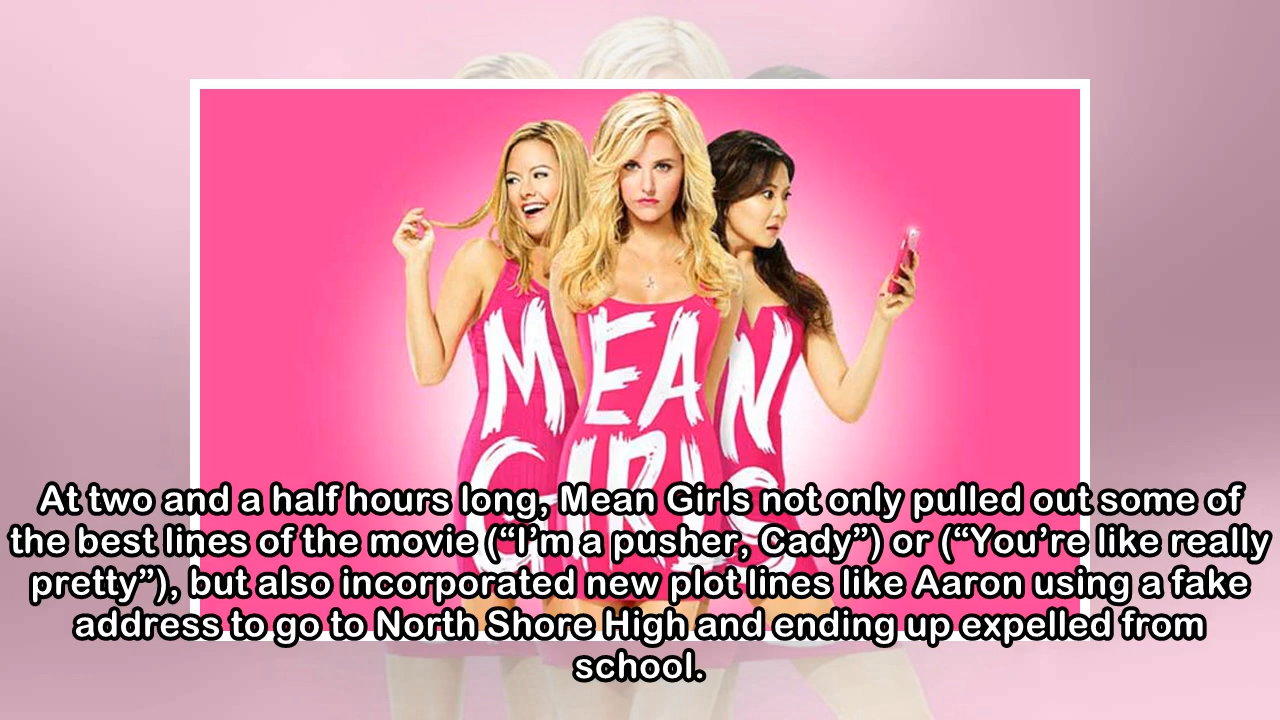 MEAN
GIRLS
At two and a half hours long, Mean Girls not only pulled out some of
the best lines of the movie (“I’m a pusher, Cady”) or (“You’re like really
pretty”), but also incorporated new plot lines like Aaron using a fake
address to go to North Shore High and ending up expelled from
school.